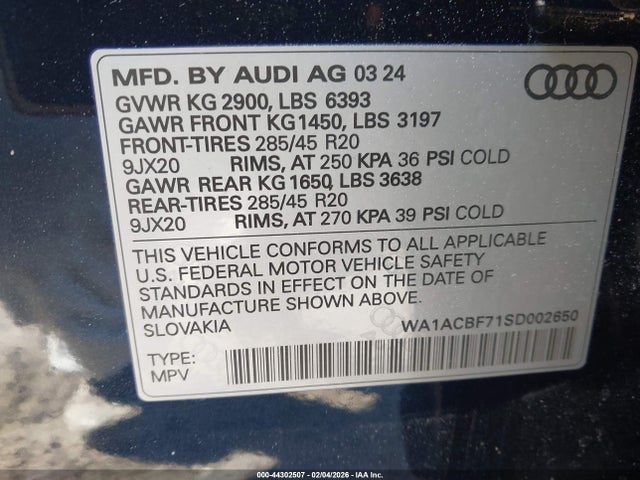 MFD. BY AUDI AG 03 24
GVWR KG 2900, LBS 6393
GAWR FRONT KG1450, LBS 3197
FRONT-TIRES 285/45 R20
9JX20 RIMS, AT 250 KPA 36 PSI COLD
GAWR REAR KG1650, LBS 3638
REAR-TIRES 285/45 R20
9JX20 RIMS, AT 270 KPA 39 PSI COLD
THIS VEHICLE CONFORMS TO ALL APPLICABLE
U.S. FEDERAL MOTOR VEHICLE SAFETY
STANDARDS IN EFFECT ON THE DATE OF
MANUFACTURE SHOWN ABOVE.
SLOVAKIA WA1ACBF71SD002650
TYPE:
MPV
000-44302507 - 02/04/2026 - IAA Inc.